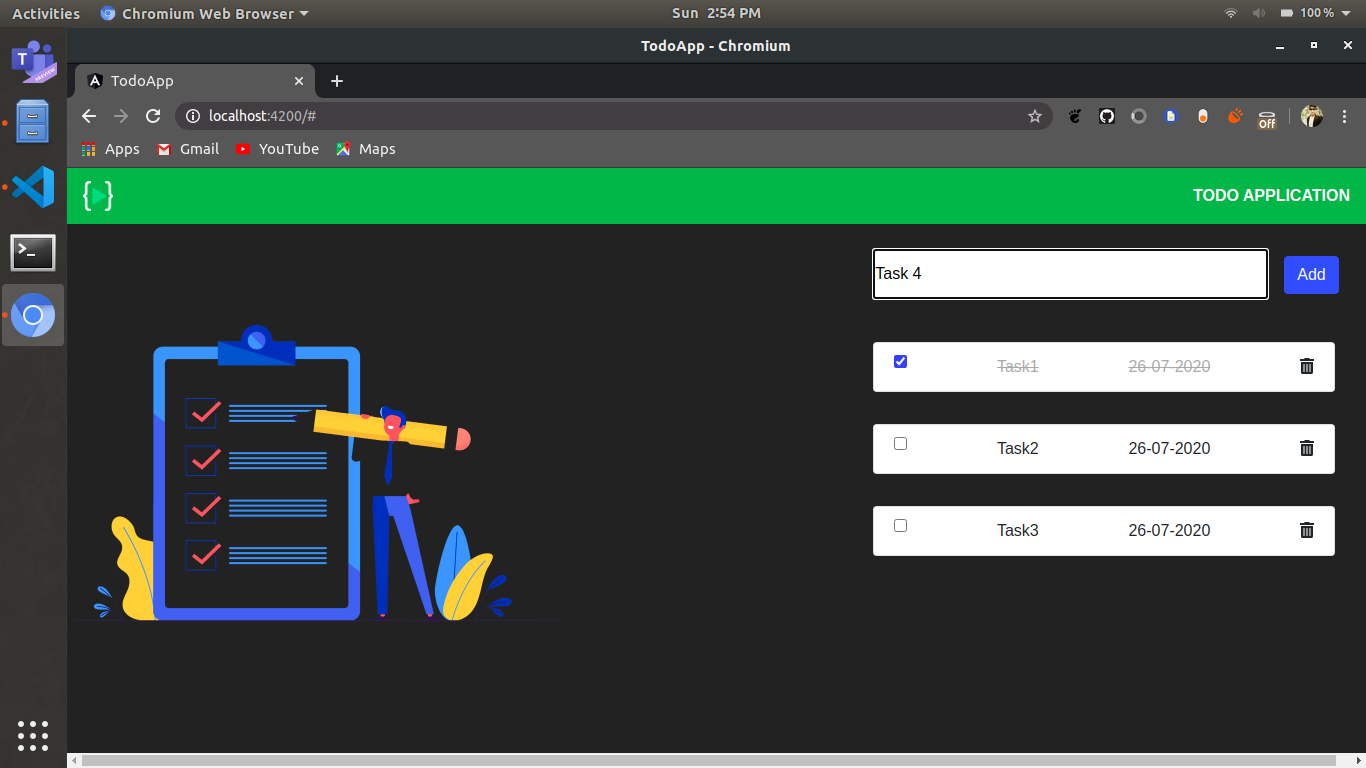 Activities Chromium Web Browser Sun 2:54 PM 100 %
TodoApp - Chromium
T PREVIEW
TodoApp
localhost:4200/#
Off
Apps Gmail YouTube Maps
{ } TODO APPLICATION
Task 4 Add
Task1 26-07-2020
Task2 26-07-2020
Task3 26-07-2020